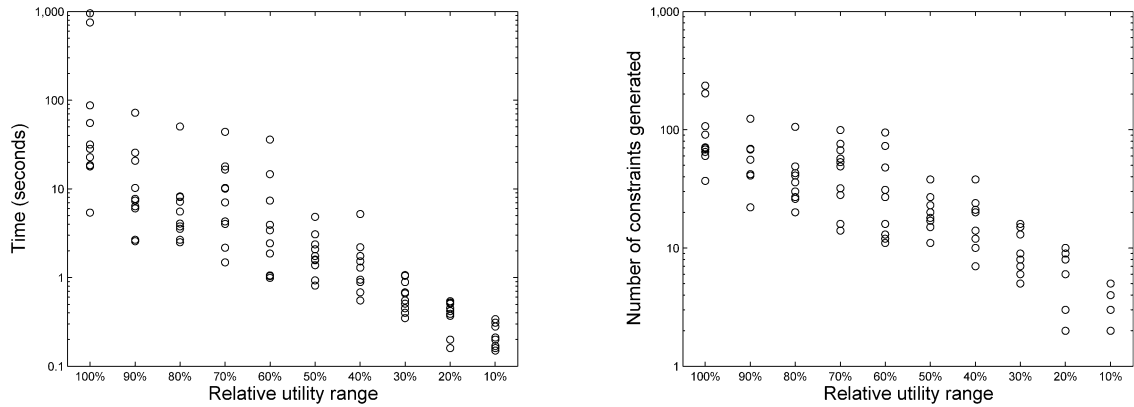 1,000
100
10
1
0.1
Time (seconds)
100% 90% 80% 70% 60% 50% 40% 30% 20% 10%
Relative utility range
1,000
100
10
1
Number of constraints generated
100% 90% 80% 70% 60% 50% 40% 30% 20% 10%
Relative utility range